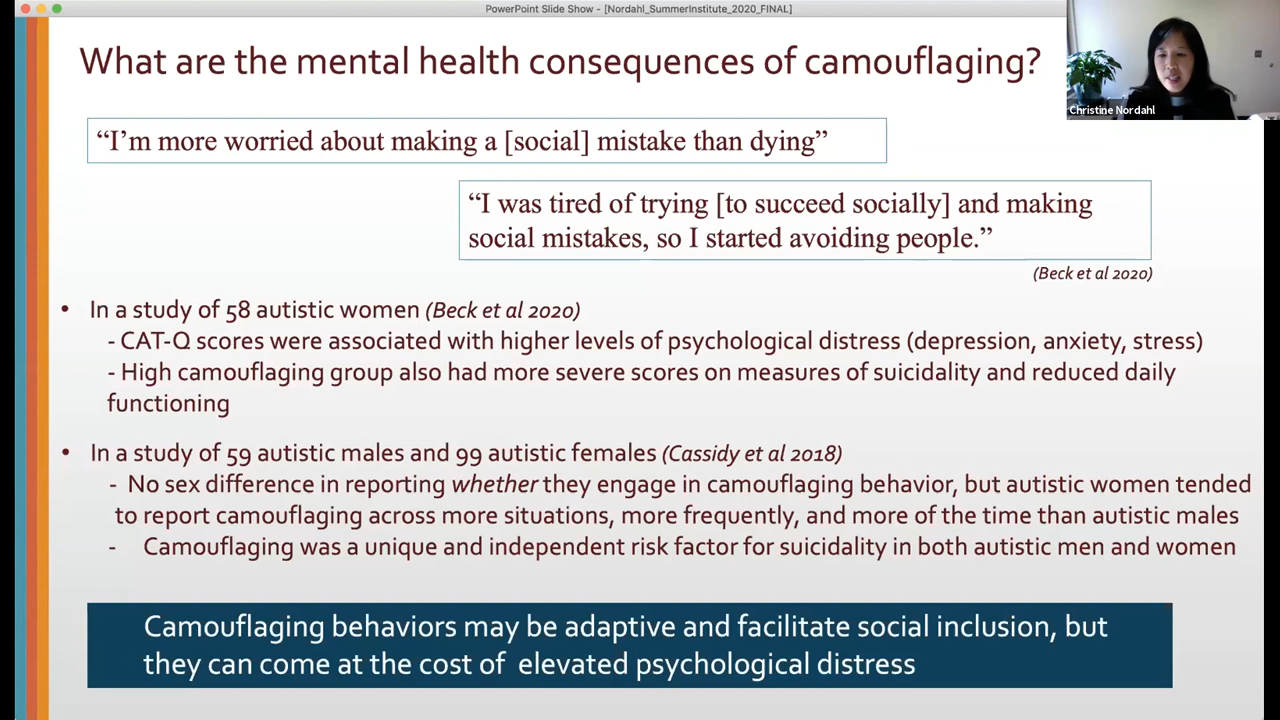 PowerPoint Slide Show - [Nordahl_SummerInstitute_2020_FINAL]
What are the mental health consequences of camouflaging?
Christine Nordahl
“I’m more worried about making a [social] mistake than dying”
“I was tired of trying [to succeed socially] and making
social mistakes, so I started avoiding people.”
(Beck et al 2020)
• In a study of 58 autistic women (Beck et al 2020)
- CAT-Q scores were associated with higher levels of psychological distress (depression, anxiety, stress)
- High camouflaging group also had more severe scores on measures of suicidality and reduced daily
functioning
• In a study of 59 autistic males and 99 autistic females (Cassidy et al 2018)
- No sex difference in reporting whether they engage in camouflaging behavior, but autistic women tended
to report camouflaging across more situations, more frequently, and more of the time than autistic males
- Camouflaging was a unique and independent risk factor for suicidality in both autistic men and women
Camouflaging behaviors may be adaptive and facilitate social inclusion, but
they can come at the cost of elevated psychological distress